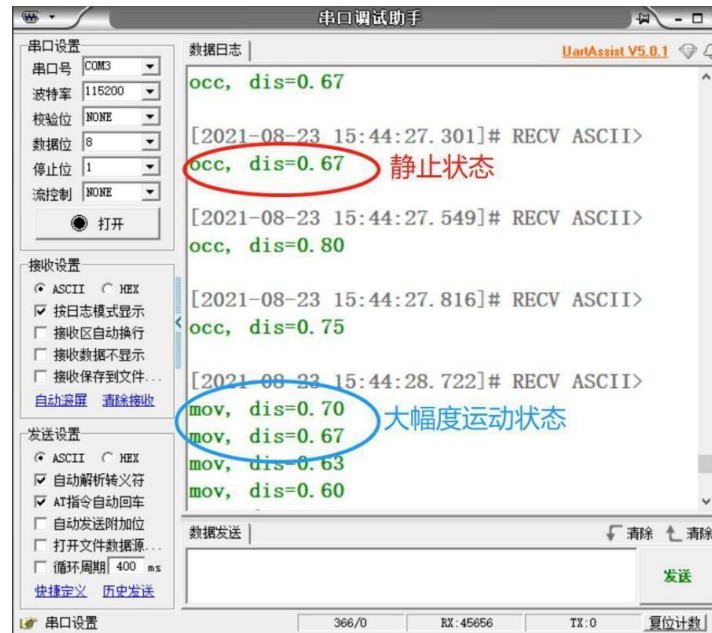 串口调试助手
串口设置
串口号 COM3
波特率 115200
校验位 NONE
数据位 8
停止位 1
流控制 NONE
打开
接收设置
ASCII HEX
按日志模式显示
接收区自动换行
接收数据不显示
接收保存到文件...
自动滚屏 清除接收
发送设置
ASCII HEX
自动解析转义符
AT指令自动回车
自动发送附加位
打开文件数据源...
循环周期 400 ms
快捷定义 历史发送
数据日志 UartAssist V5.0.1
occ, dis=0.67
[2021-08-23 15:44:27.301]# RECV ASCII>
occ, dis=0.67 静止状态
[2021-08-23 15:44:27.549]# RECV ASCII>
occ, dis=0.80
[2021-08-23 15:44:27.816]# RECV ASCII>
occ, dis=0.75
[2021-08-23 15:44:28.722]# RECV ASCII>
mov, dis=0.70 大幅度运动状态
mov, dis=0.67
mov, dis=0.63
mov, dis=0.60
数据发送 清除 清除
发送
串口设置 366/0 RX:45656 TX:0 复位计数